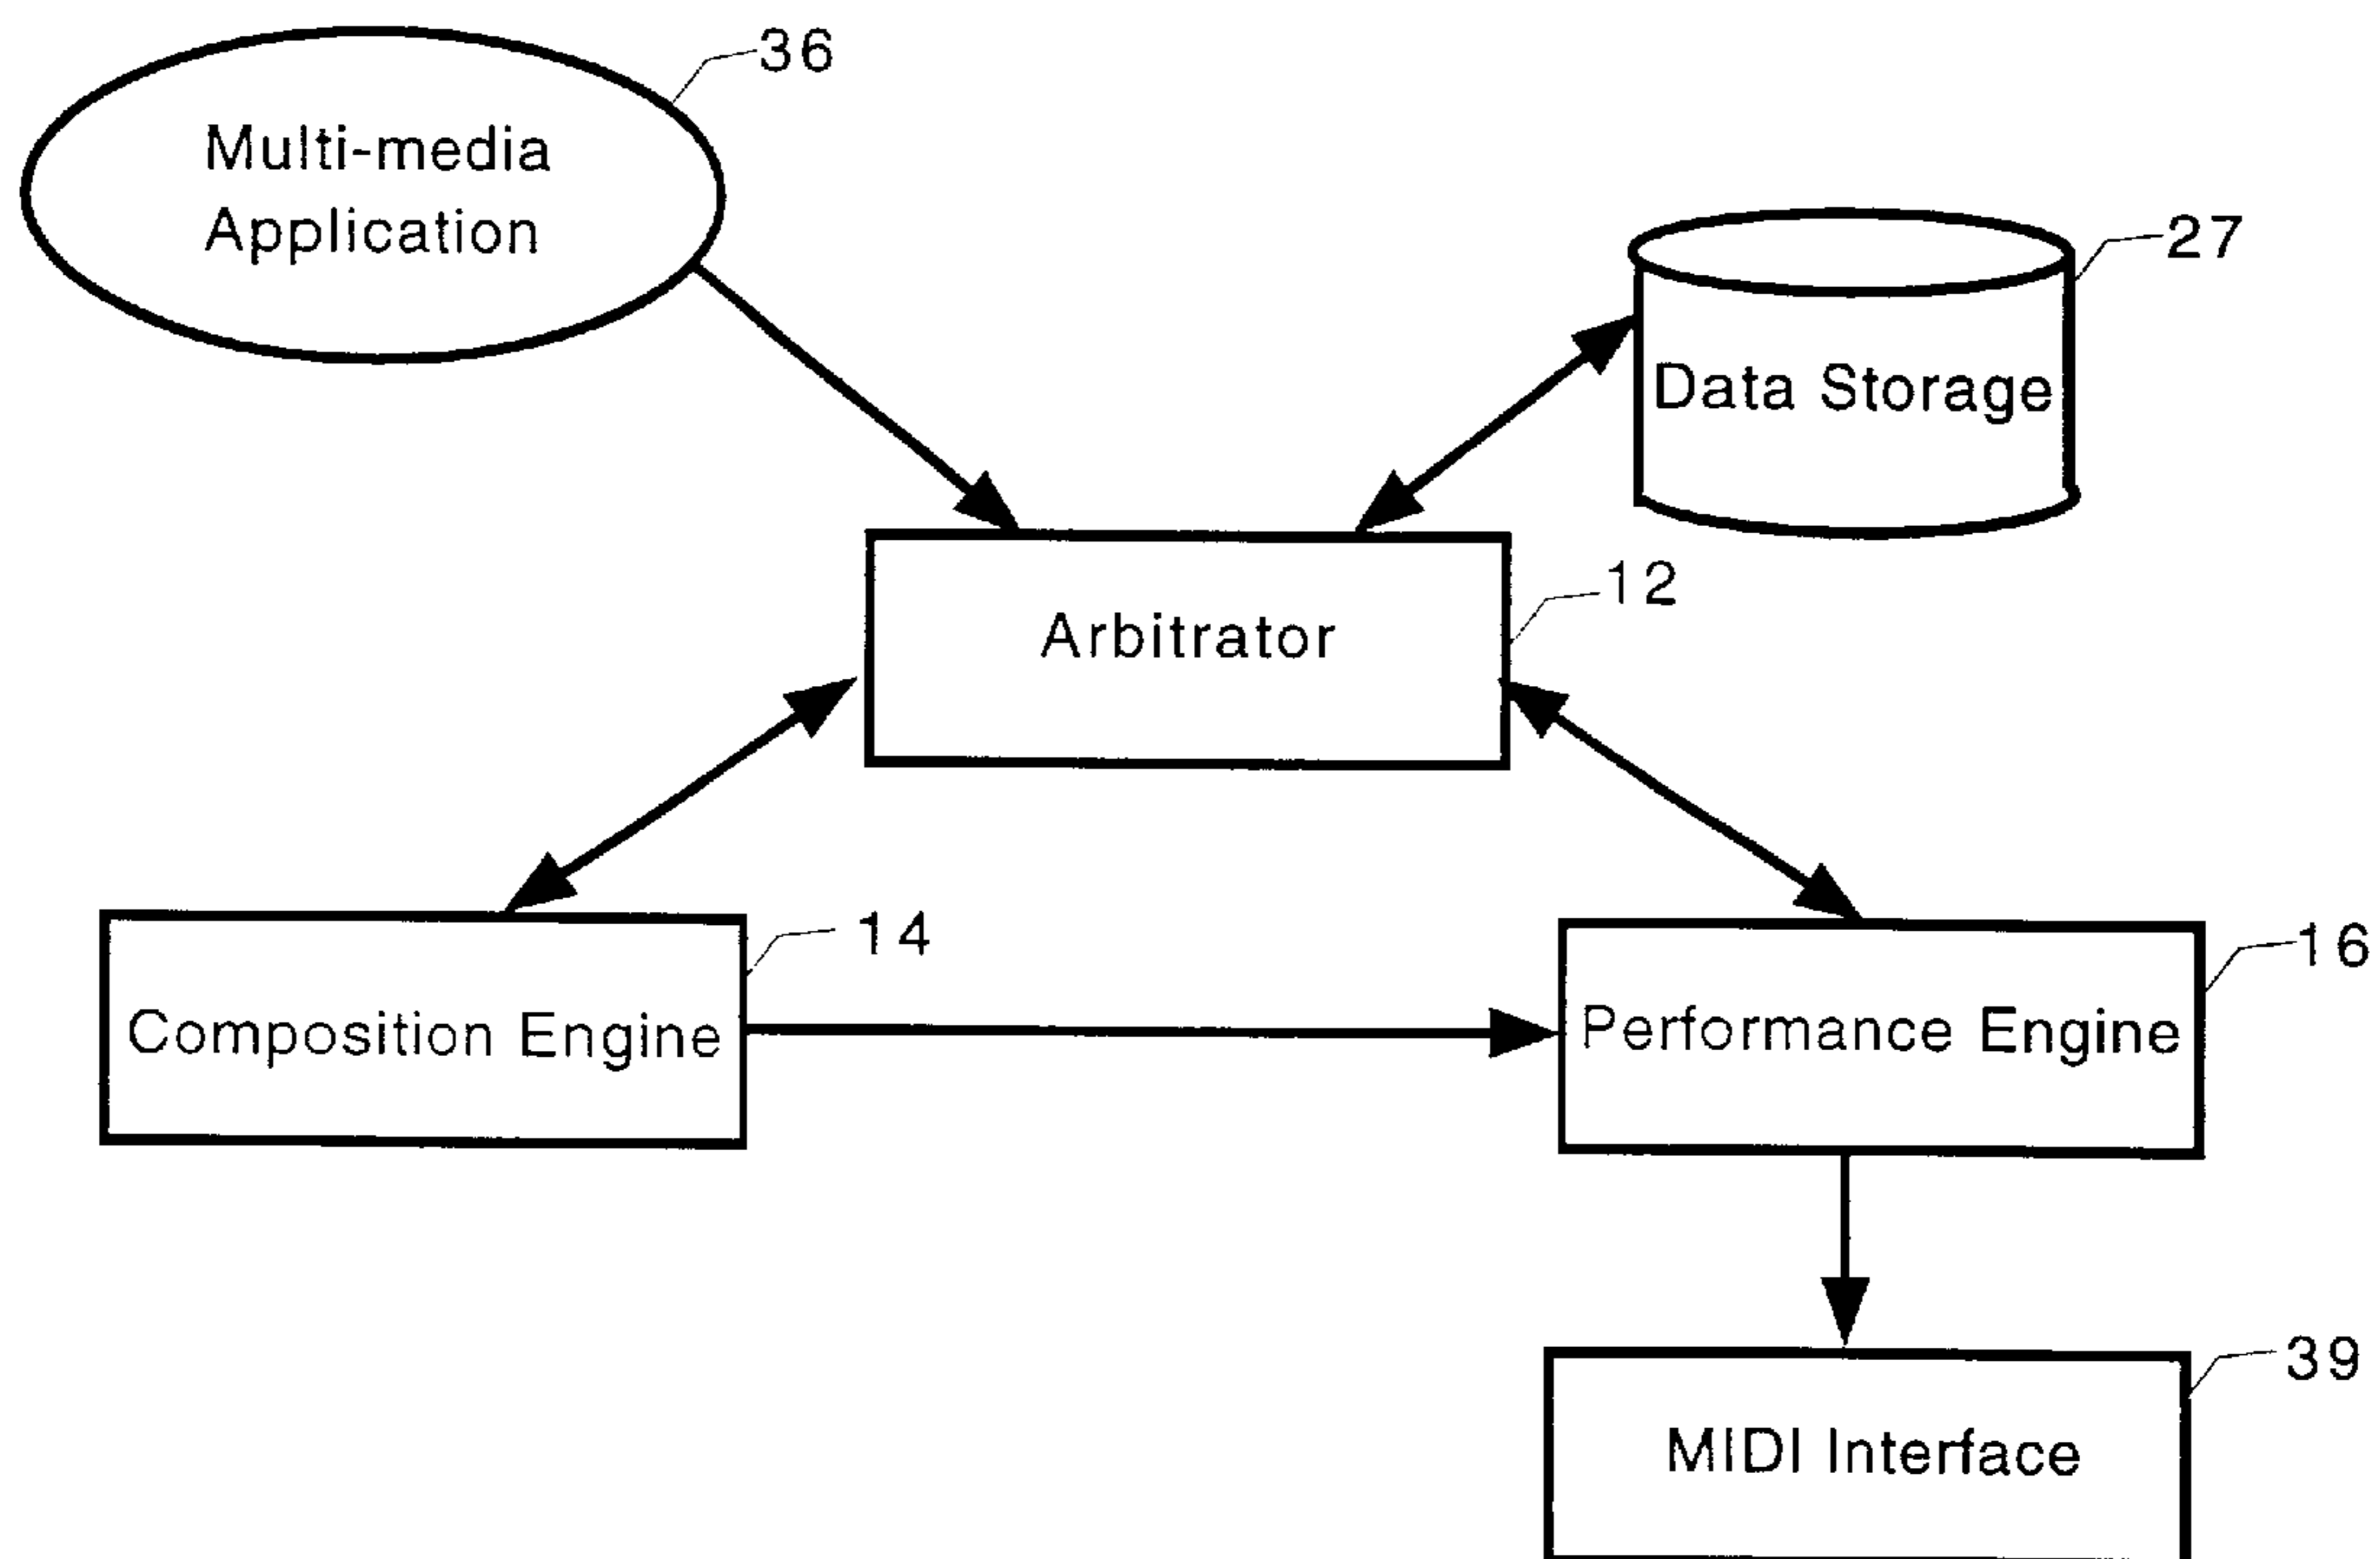 36
Multi-media
Application
27
Data Storage
12
Arbitrator
14
16
Composition Engine
Performance Engine
39
MIDI Interface